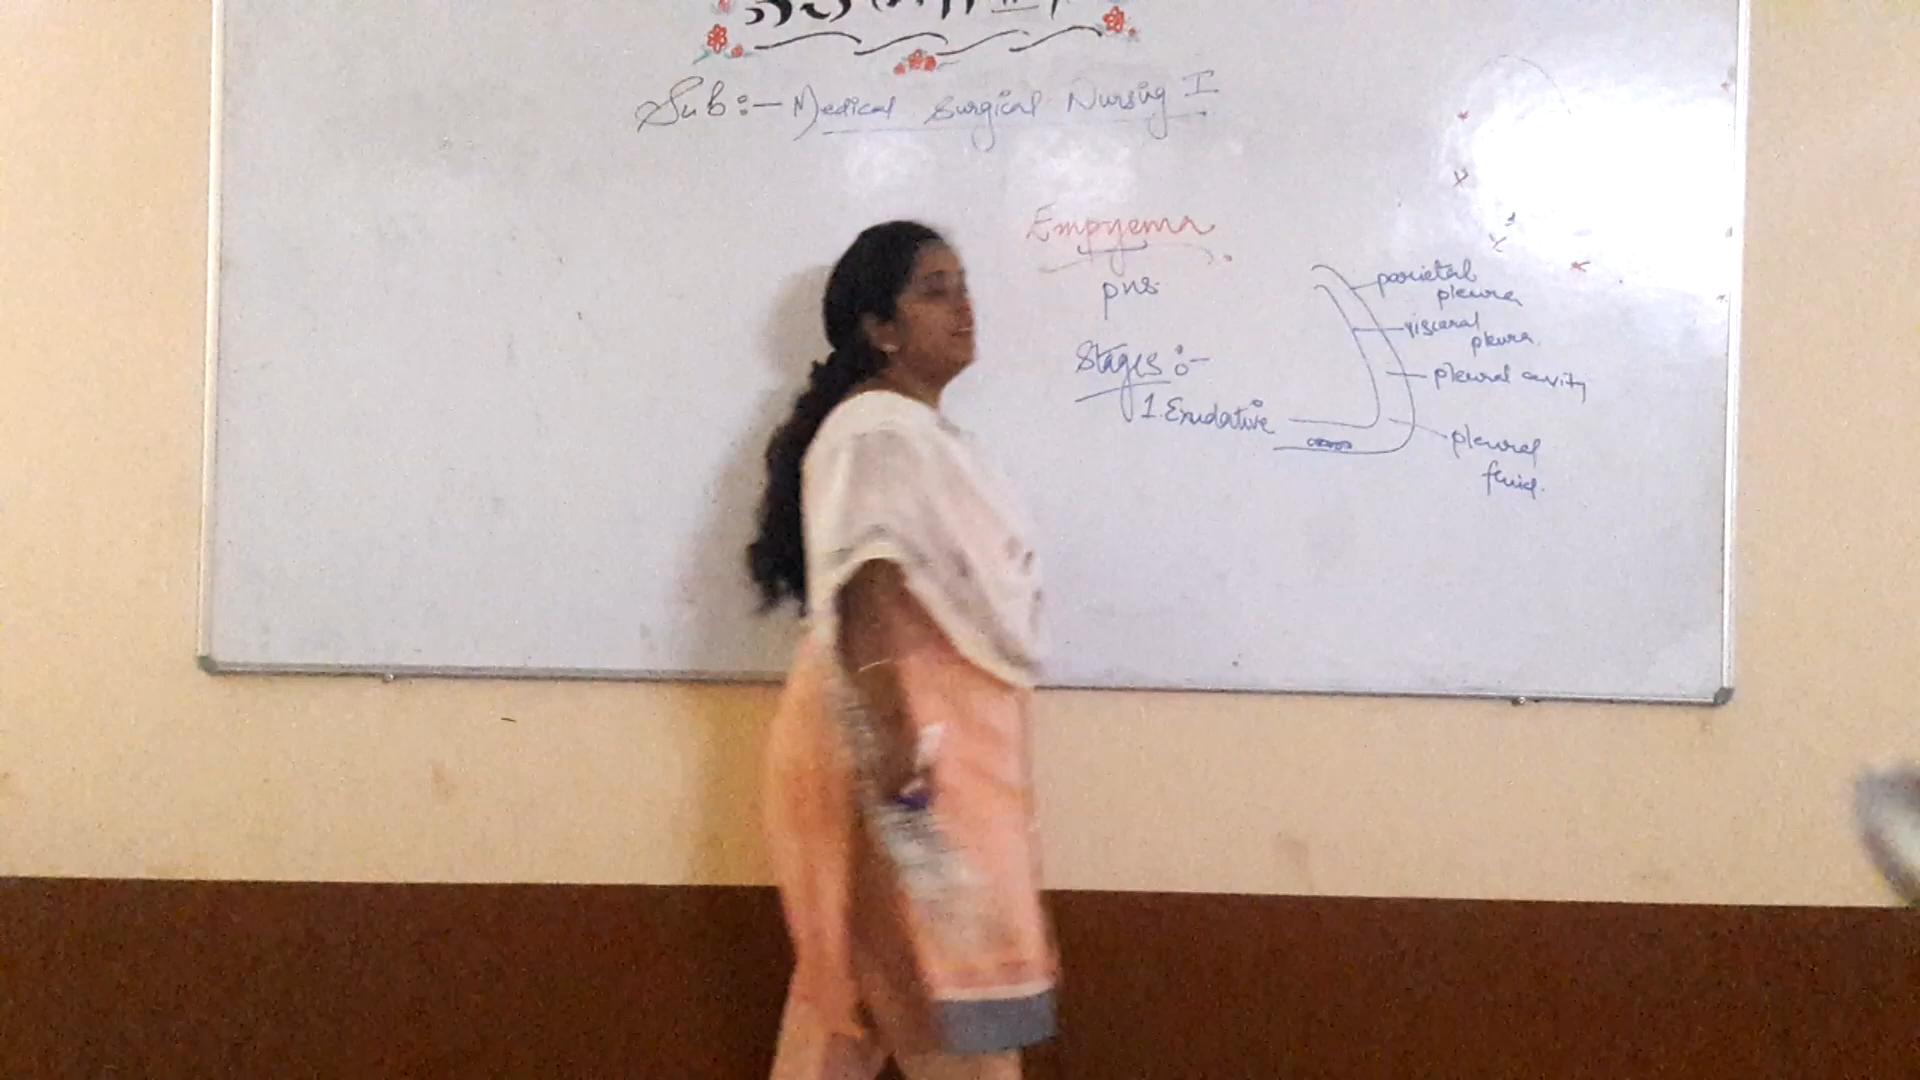 Sub:- Medical Surgical Nursing I
Empyema
pus
Stages :-
1. Exudative
parietal
pleura
visceral
pleura
pleural cavity
pleural
fluid.